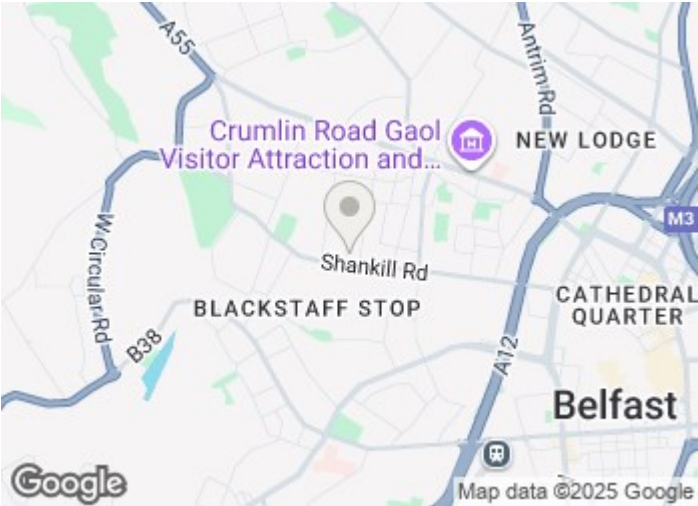 A55
Antrim Rd
Crumlin Road Gaol
Visitor Attraction and...
NEW LODGE
M3
W Circular Rd
Shankill Rd
BLACKSTAFF STOP
CATHEDRAL
QUARTER
B38
A12
Belfast
Google
Map data ©2025 Google